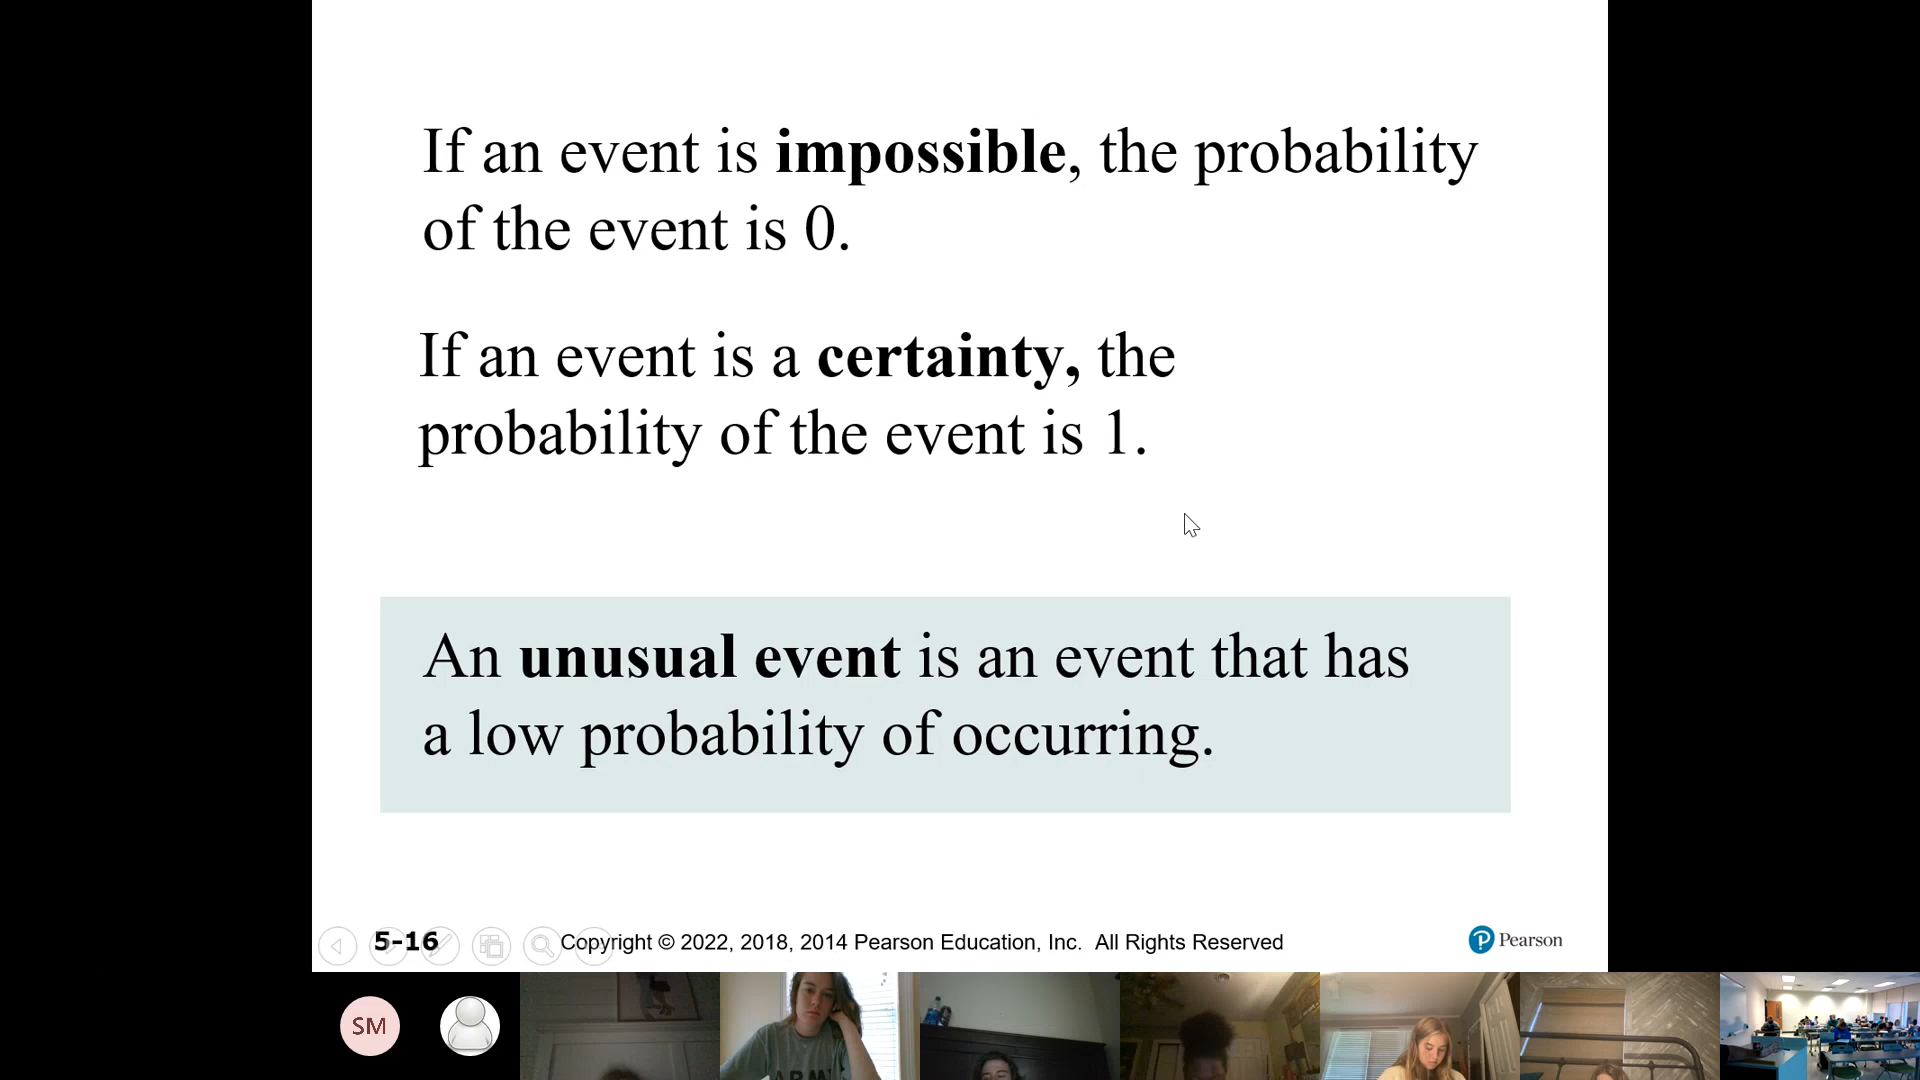 If an event is impossible, the probability
of the event is 0.
If an event is a certainty, the
probability of the event is 1.
An unusual event is an event that has
a low probability of occurring.
5-16
Copyright © 2022, 2018, 2014 Pearson Education, Inc. All Rights Reserved
Pearson
SM
ARMY